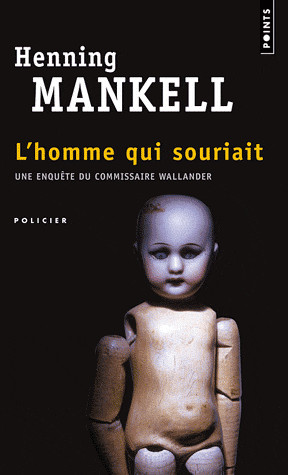 POINTS
Henning
MANKELL
L'homme qui souriait
UNE ENQUÊTE DU COMMISSAIRE WALLANDER
POLICIER